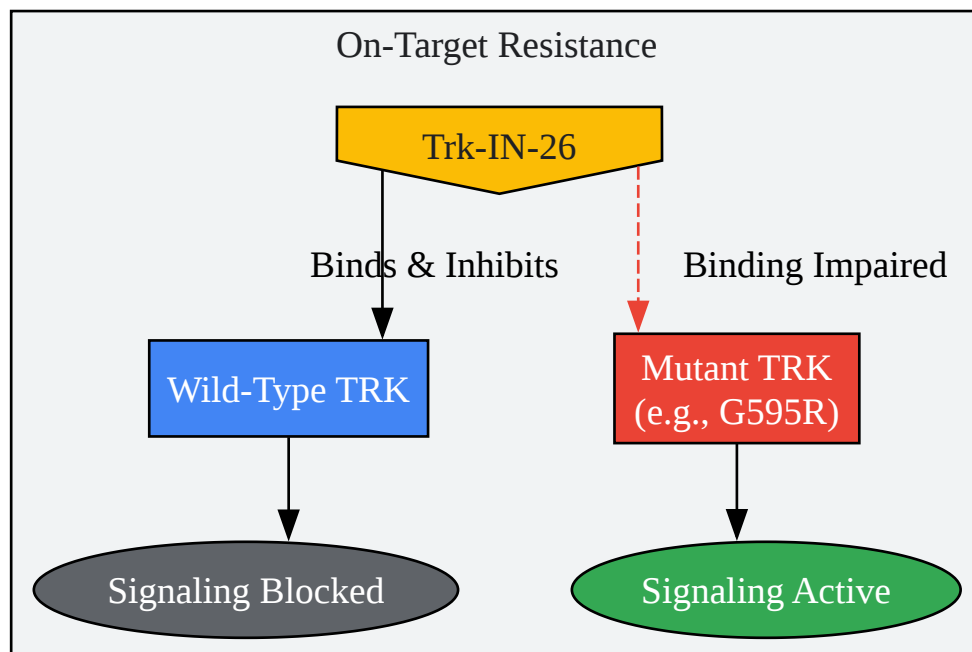 On-Target Resistance
Trk-IN-26
Binds & Inhibits
Binding Impaired
Wild-Type TRK
Mutant TRK
(e.g., G595R)
Signaling Blocked
Signaling Active